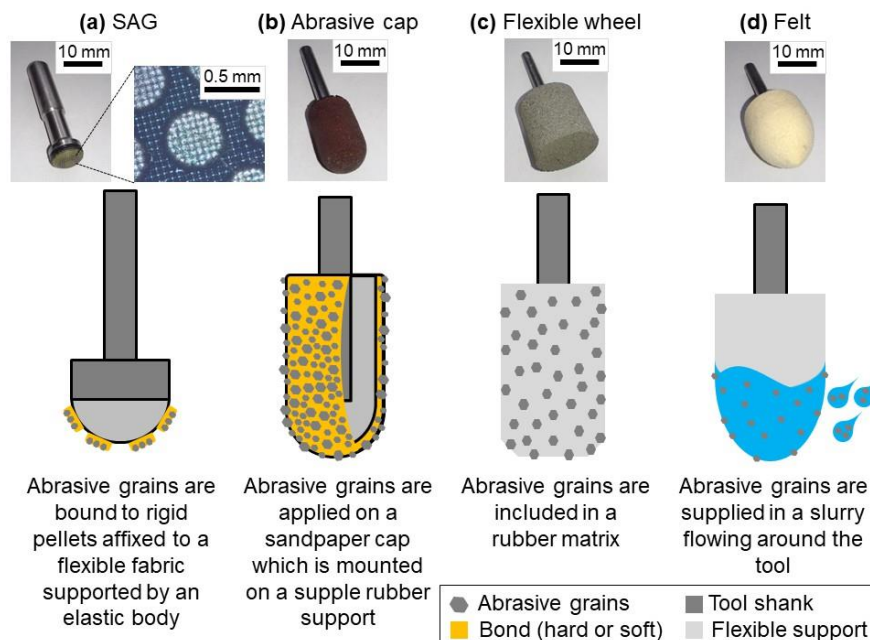 (a) SAG
(b) Abrasive cap
(c) Flexible wheel
(d) Felt
10 mm
0.5 mm
10 mm
10 mm
10 mm
Abrasive grains are
bound to rigid
pellets affixed to a
flexible fabric
supported by an
elastic body
Abrasive grains are
applied on a
sandpaper cap
which is mounted
on a supple rubber
support
Abrasive grains are
included in a
rubber matrix
Abrasive grains are
supplied in a slurry
flowing around the
tool
Abrasive grains
Tool shank
Bond (hard or soft)
Flexible support